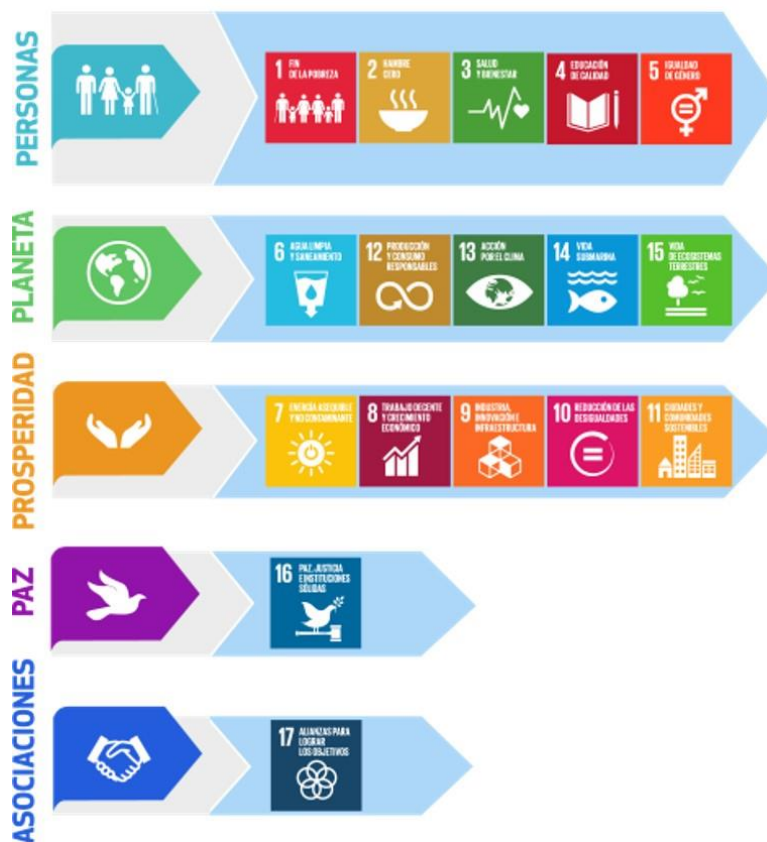 PERSONAS
1 FIN
DE LA POBREZA
2 HAMBRE
CERO
3 SALUD
Y BIENESTAR
4 EDUCACIÓN
DE CALIDAD
5 IGUALDAD
DE GÉNERO
PLANETA
6 AGUA LIMPIA
Y SANEAMIENTO
12 PRODUCCIÓN
Y CONSUMO
RESPONSABLES
13 ACCIÓN
POR EL CLIMA
14 VIDA
SUBMARINA
15 VIDA
DE ECOSISTEMAS
TERRESTRES
PROSPERIDAD
7 ENERGÍA ASEQUIBLE
Y NO CONTAMINANTE
8 TRABAJO DECENTE
Y CRECIMIENTO
ECONÓMICO
9 INDUSTRIA,
INNOVACIÓN E
INFRAESTRUCTURA
10 REDUCCIÓN DE LAS
DESIGUALDADES
11 CIUDADES Y
COMUNIDADES
SOSTENIBLES
PAZ
16 PAZ, JUSTICIA
E INSTITUCIONES
SÓLIDAS
ASOCIACIONES
17 ALIANZAS PARA
LOGRAR
LOS OBJETIVOS